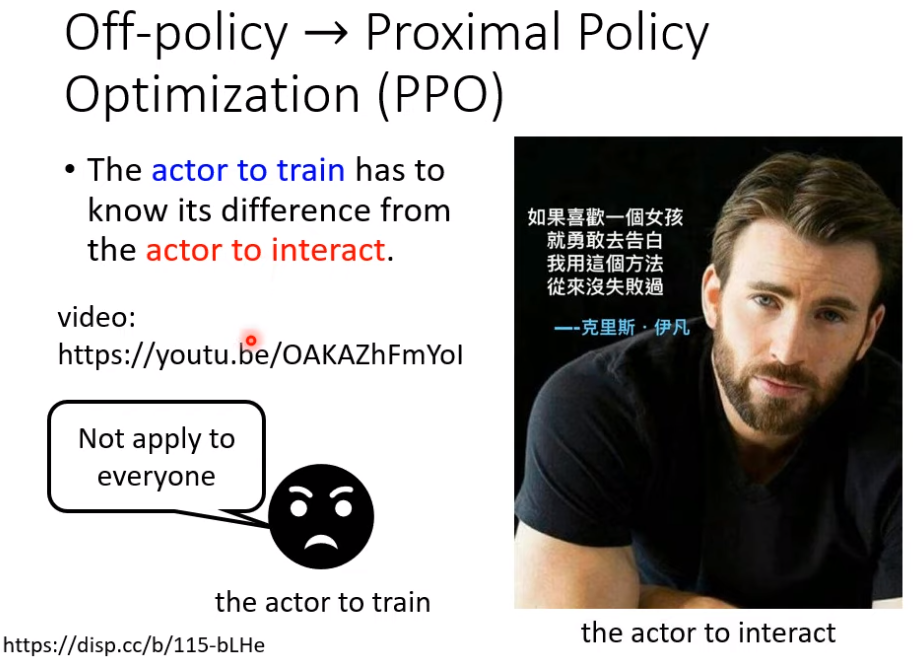 Off-policy → Proximal Policy
Optimization (PPO)
• The actor to train has to
know its difference from
the actor to interact.
video:
https://youtu.be/OAKAZhFmYoI
Not apply to
everyone
the actor to train
https://disp.cc/b/115-bLHe
如果喜歡一個女孩
就勇敢去告白
我用這個方法
從來沒失敗過
—-克里斯·伊凡
the actor to interact